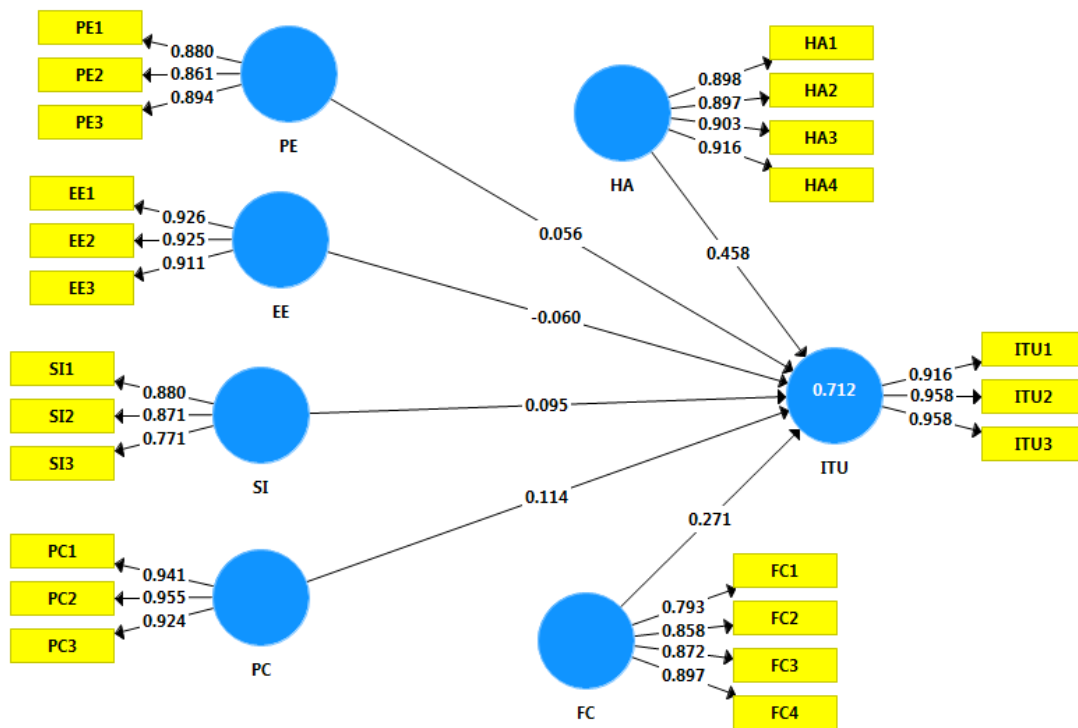 PE1
0.880
PE2
0.861
PE3
0.894
PE
HA1
0.898
HA2
0.897
HA3
0.903
HA4
0.916
HA
EE1
0.926
EE2
0.925
EE3
0.911
EE
0.056
0.458
-0.060
SI1
0.880
SI2
0.871
SI3
0.771
SI
0.095
0.712
ITU
ITU1
0.916
ITU2
0.958
ITU3
0.958
0.114
0.271
PC1
0.941
PC2
0.955
PC3
0.924
PC
FC1
0.793
FC2
0.858
FC3
0.872
FC4
0.897
FC